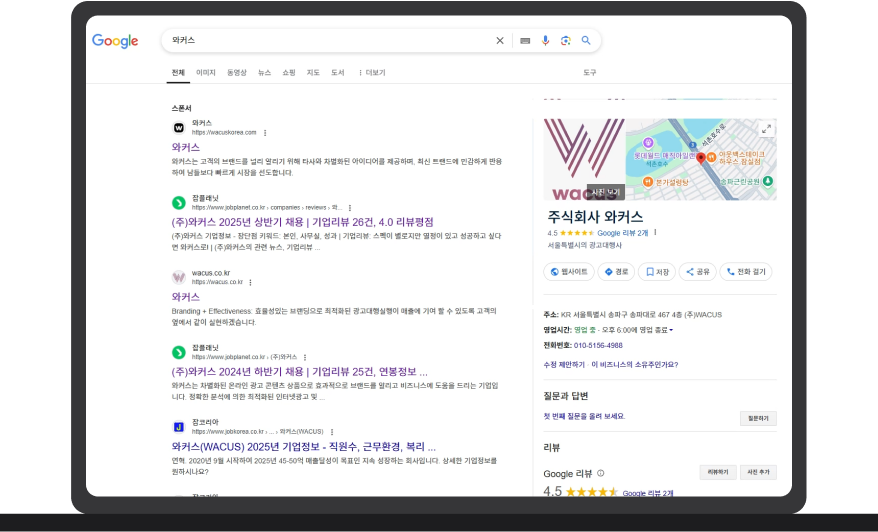 Google
와커스
전체 이미지 동영상 뉴스 쇼핑 지도 도서 더보기 도구
스폰서
와커스
https://wacuskorea.com
와커스
와커스는 고객의 브랜드를 널리 알리기 위해 타사와 차별화된 아이디어를 제공하며, 최신 트랜드에 민감하게 반응
하여 남들보다 빠르게 시장을 선도합니다.
잡플래닛
https://www.jobplanet.co.kr › companies › reviews › 와...
(주)와커스 2025년 상반기 채용 | 기업리뷰 26건, 4.0 리뷰평점
(주)와커스 기업정보 - 장단점 키워드: 본인, 사무실, 성과 | 기업리뷰: 스펙이 별로지만 열정이 있고 성공하고 싶다
면 와커스로! | (주)와커스의 관련 뉴스, 기업리뷰 ...
wacus.co.kr
https://wacus.co.kr
와커스
Branding + Effectiveness: 효율성있는 브랜딩으로 최적화된 광고대행실행이 매출에 기여 할 수 있도록 고객의
옆에서 같이 실현하겠습니다.
잡플래닛
https://www.jobplanet.co.kr › (주)와커스
(주)와커스 2024년 하반기 채용 | 기업리뷰 25건, 연봉정보 ...
와커스는 차별화된 온라인 광고 콘텐츠 상품으로 효과적으로 브랜드를 알리고 비즈니스에 도움을 드리는 기업입
니다. 정확한 분석에 의한 최적화된 인터넷광고 및 ...
잡코리아
https://www.jobkorea.co.kr › ... › 와커스(WACUS)
와커스(WACUS) 2025년 기업정보 - 직원수, 근무환경, 복리 ...
연혁. 2020년 9월 시작하여 2025년 45-50억 매출달성이 목표인 지속 성장하는 회사입니다. 상세한 기업정보를
원하시나요?
wacus
사진 보기
석촌호수로
롯데월드 매직아일랜드
석촌호수
아웃백스테이크
하우스 잠실점
본가설렁탕
송파근린공원
주식회사 와커스
4.5 Google 리뷰 2개
서울특별시의 광고대행사
웹사이트 경로 저장 공유 전화 걸기
주소: KR 서울특별시 송파구 송파대로 467 4층 (주)WACUS
영업시간: 영업 중 · 오후 6:00에 영업 종료
전화번호: 010-5156-4988
수정 제안하기 · 이 비즈니스의 소유주인가요?
질문과 답변
첫 번째 질문을 올려 보세요.
질문하기
리뷰
Google 리뷰
리뷰하기 사진 추가
4.5 Google 리뷰 2개